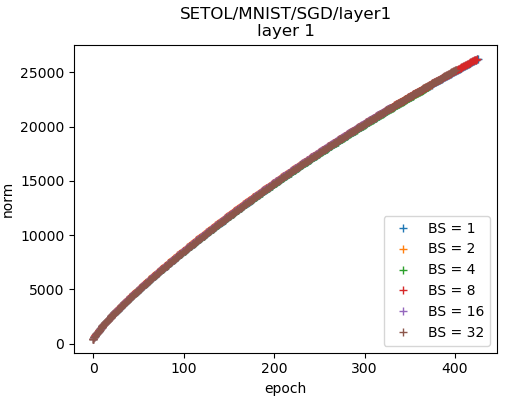 SETOL/MNIST/SGD/layer1
layer 1
25000
20000
15000
10000
5000
0
norm
BS = 1
BS = 2
BS = 4
BS = 8
BS = 16
BS = 32
0 100 200 300 400
epoch